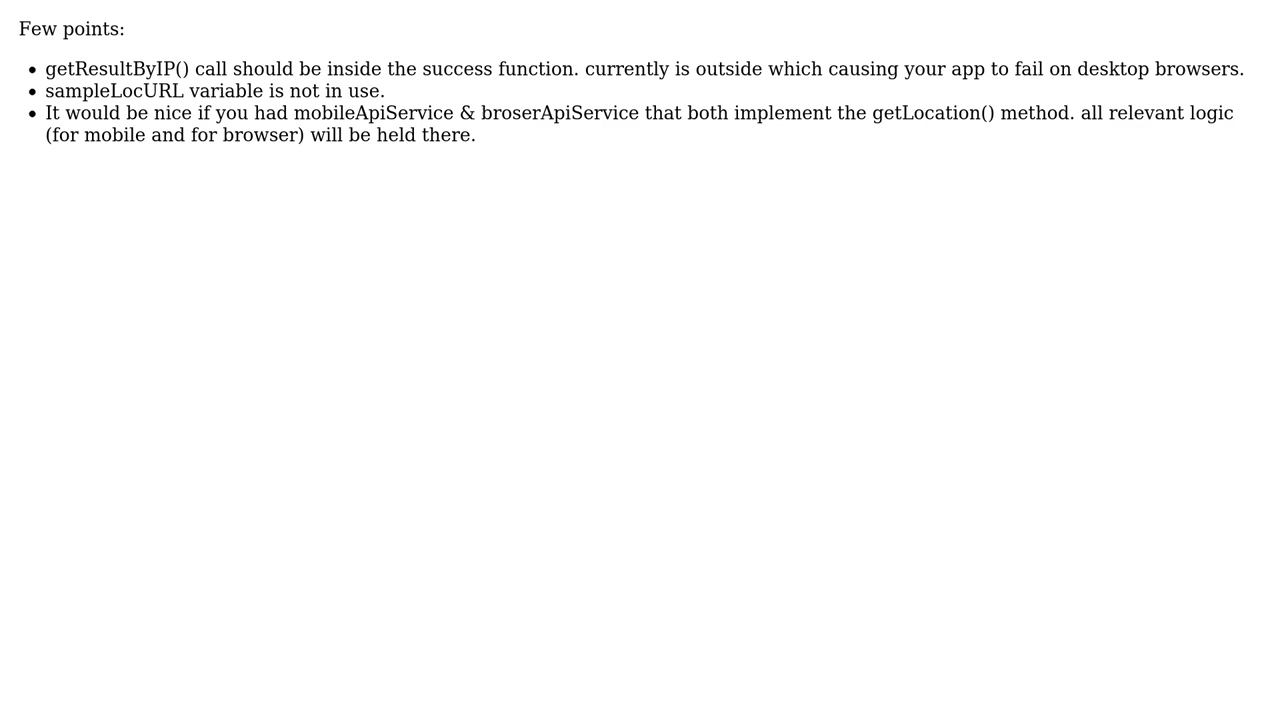 Few points:
getResultByIP() call should be inside the success function. currently is outside which causing your app to fail on desktop browsers.
sampleLocURL variable is not in use.
It would be nice if you had mobileApiService & broserApiService that both implement the getLocation() method. all relevant logic
(for mobile and for browser) will be held there.